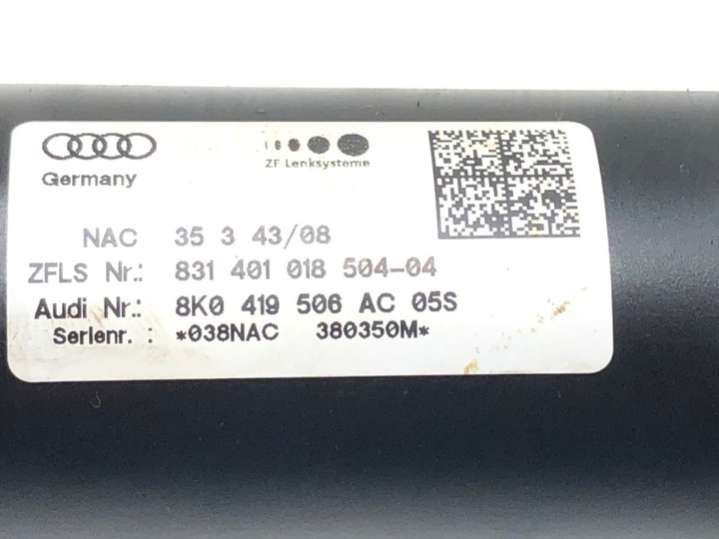 Germany
ZF Lenksysteme
NAC 35 3 43/08
ZFLS Nr.: 831 401 018 504-04
Audi Nr.: 8K0 419 506 AC 05S
Serienr. : *038NAC 380350M*